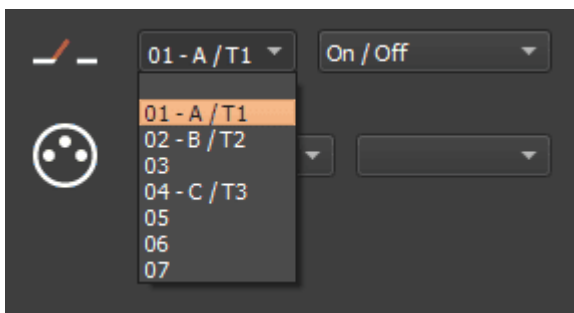 01 - A / T1
On / Off
01 - A / T1
02 - B / T2
03
04 - C / T3
05
06
07